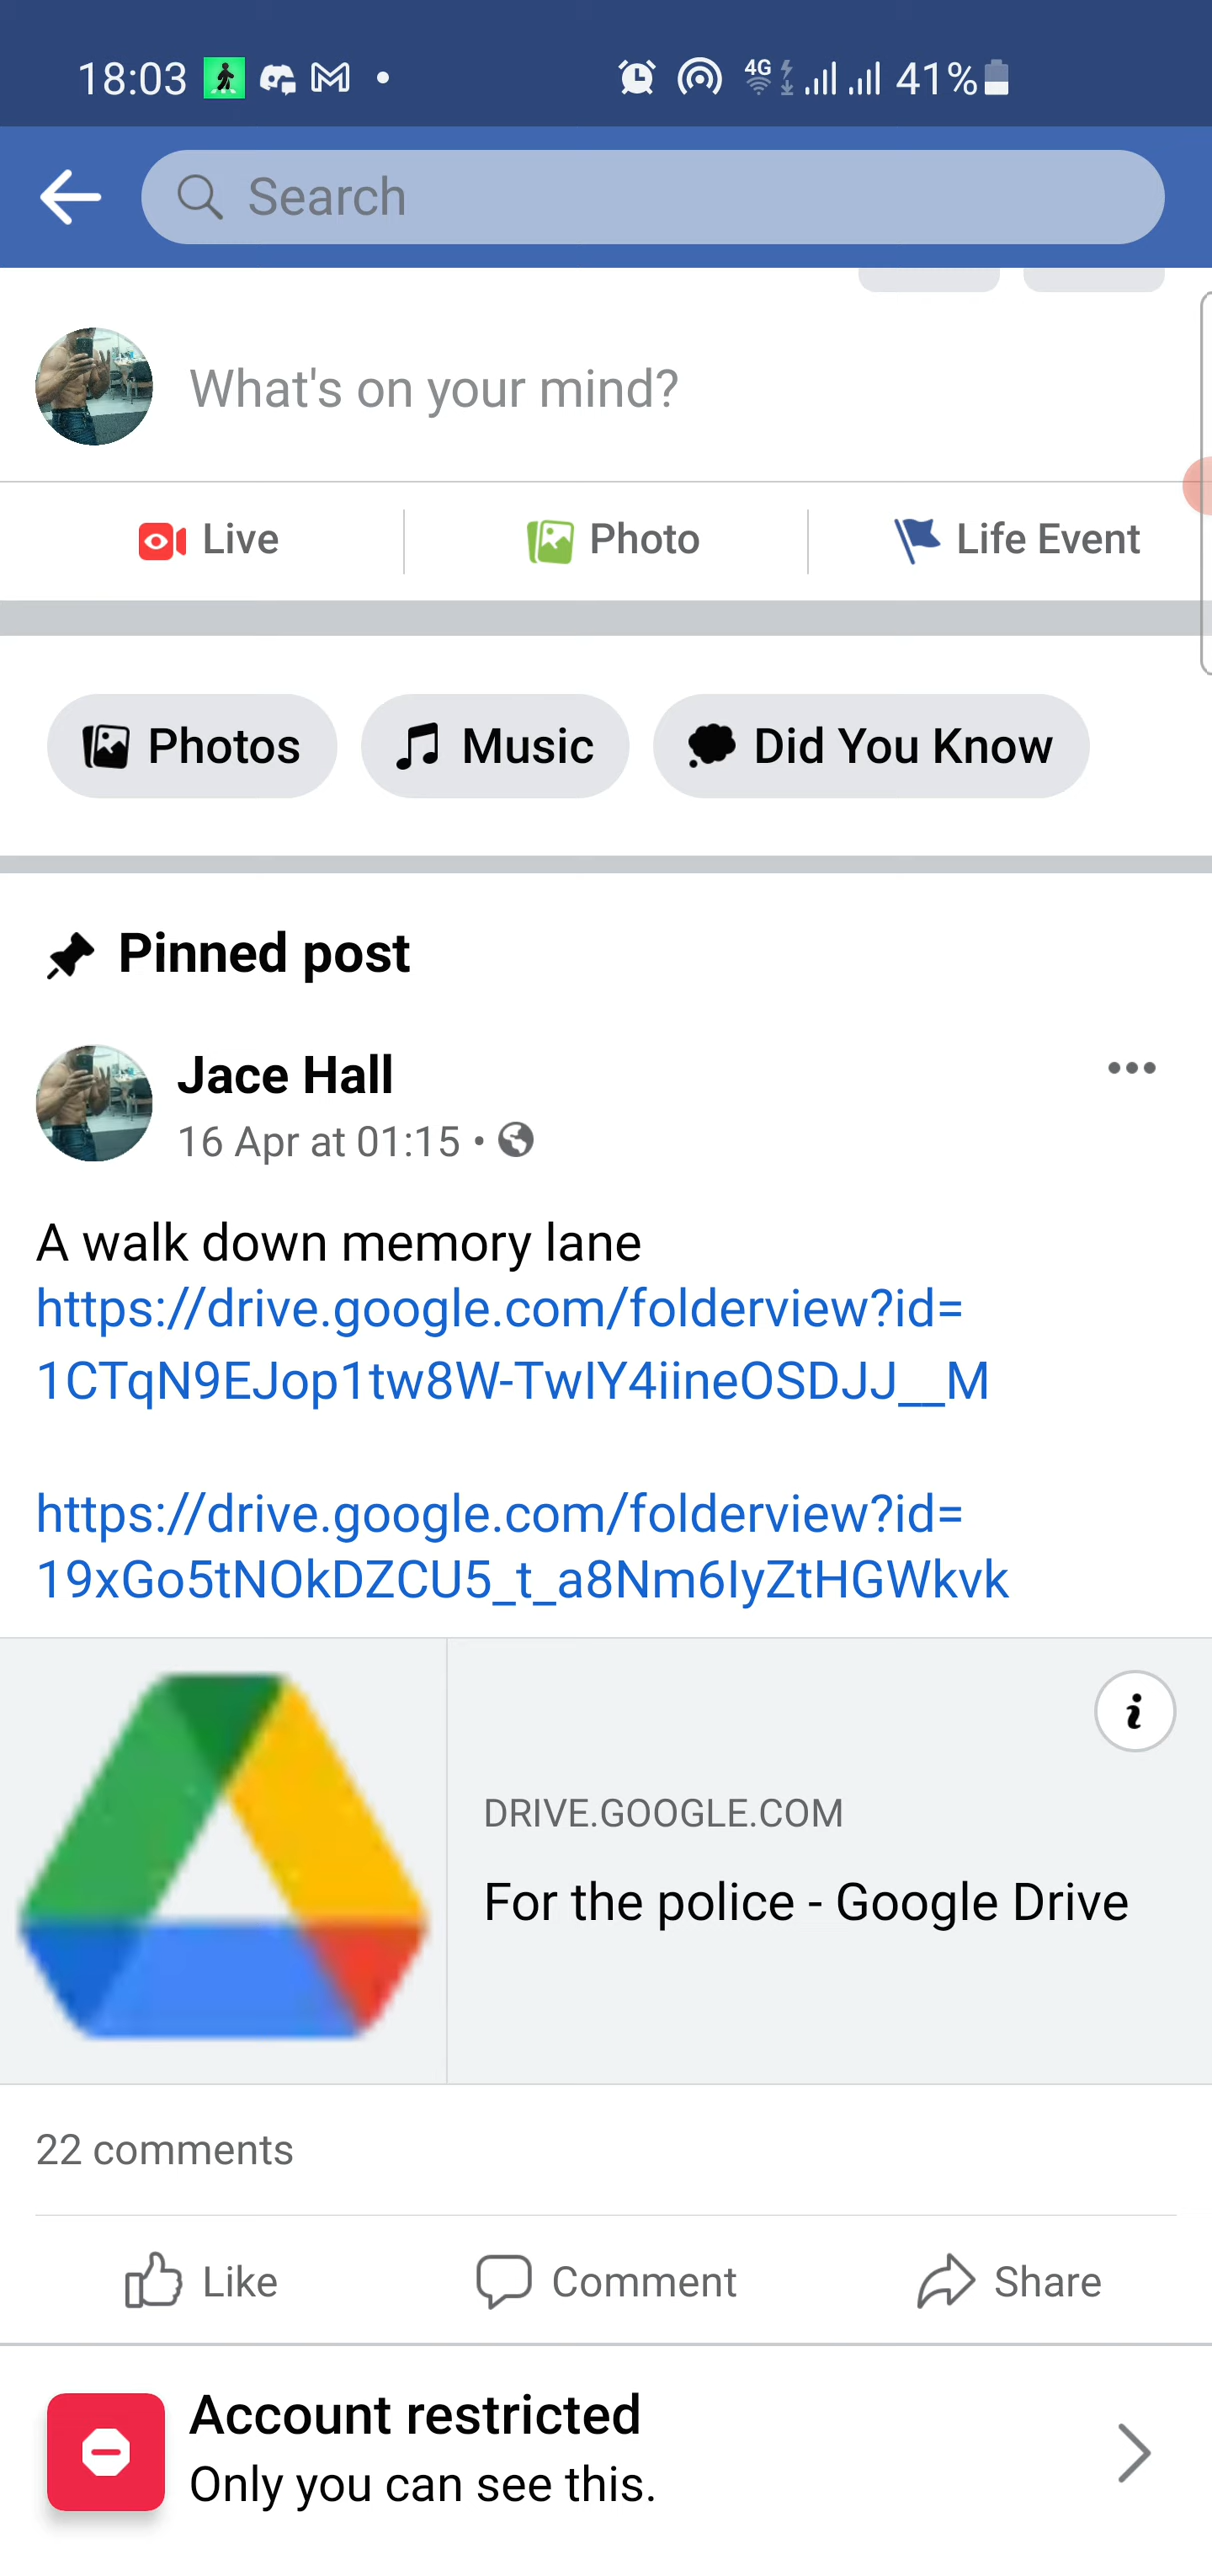 18:03 4G 41%
Search
What's on your mind?
Live Photo Life Event
Photos Music Did You Know
Pinned post
Jace Hall
16 Apr at 01:15 •
A walk down memory lane
https://drive.google.com/folderview?id=
1CTqN9EJop1tw8W-TwIY4iineOSDJJ__M
https://drive.google.com/folderview?id=
19xGo5tNOkDZCU5_t_a8Nm6IyZtHGWkvk
i
DRIVE.GOOGLE.COM
For the police - Google Drive
22 comments
Like Comment Share
Account restricted
Only you can see this.